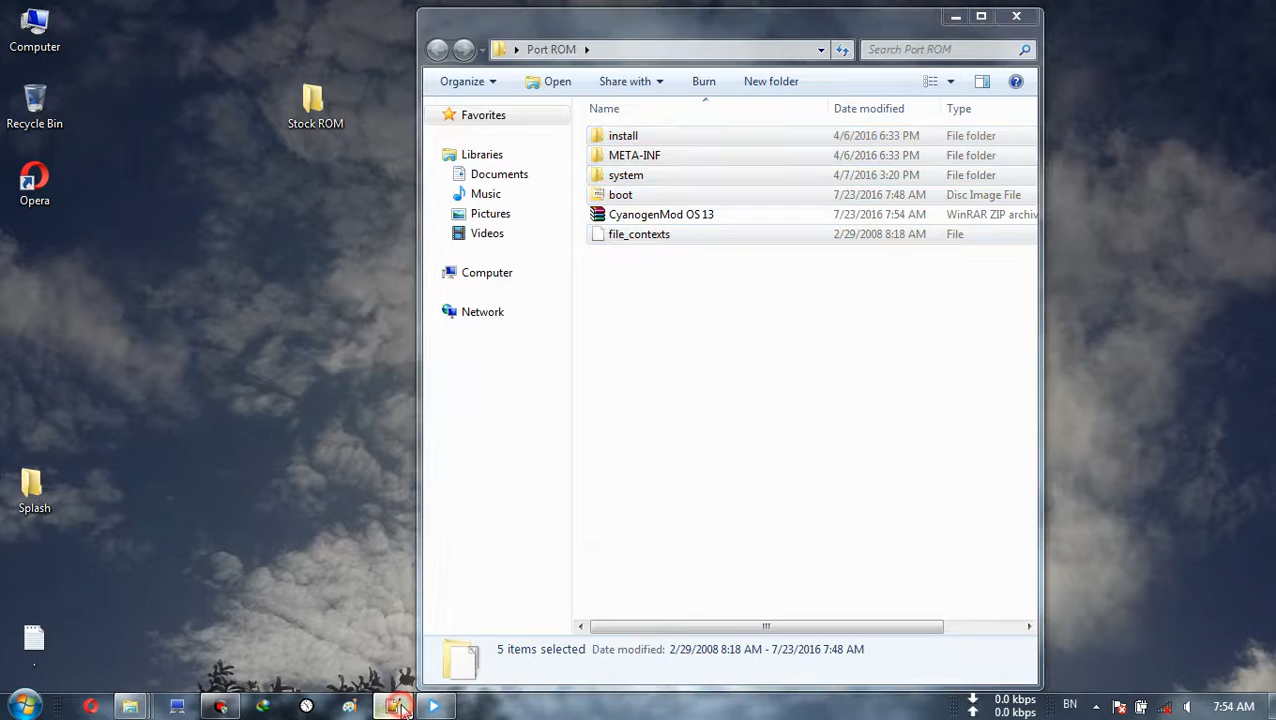 Computer
Recycle Bin
Opera
Stock ROM
Splash
.
Port ROM
Search Port ROM
Organize
Open
Share with
Burn
New folder
Favorites
Libraries
Documents
Music
Pictures
Videos
Computer
Network
Name Date modified Type
install 4/6/2016 6:33 PM File folder
META-INF 4/6/2016 6:33 PM File folder
system 4/7/2016 3:20 PM File folder
boot 7/23/2016 7:48 AM Disc Image File
CyanogenMod OS 13 7/23/2016 7:54 AM WinRAR ZIP archiv
file_contexts 2/29/2008 8:18 AM File
5 items selected Date modified: 2/29/2008 8:18 AM - 7/23/2016 7:48 AM
0.0 kbps
0.0 kbps
BN
7:54 AM